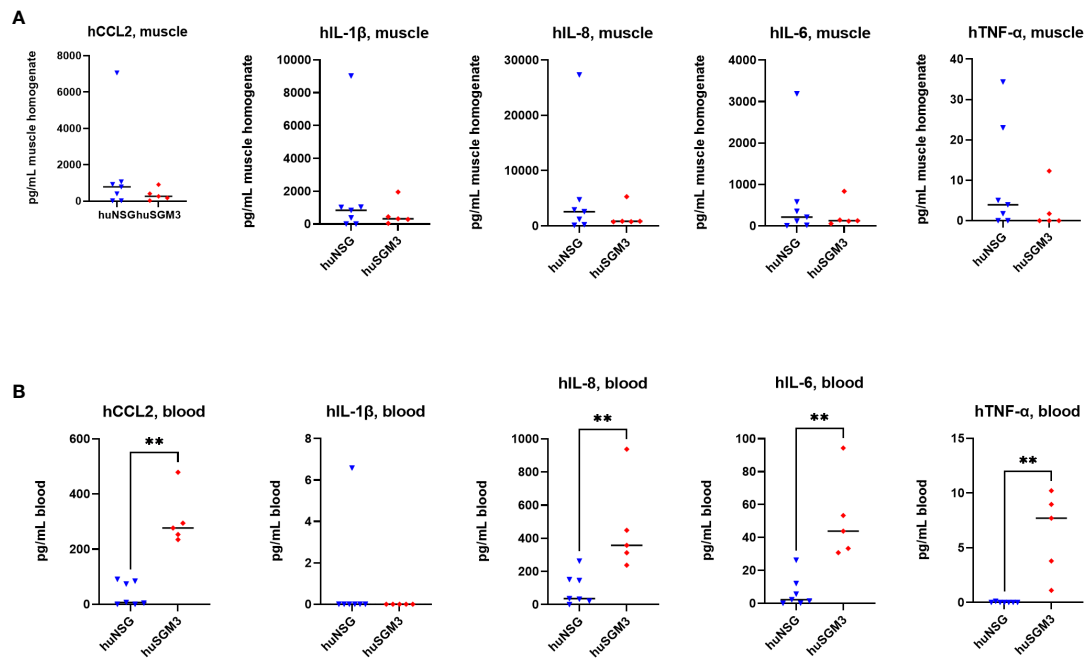 A
hCCL2, muscle
pg/mL muscle homogenate
8000
6000
4000
2000
0
huNSG
huSGM3
hIL-1β, muscle
pg/mL muscle homogenate
10000
8000
6000
4000
2000
0
huNSG
huSGM3
hIL-8, muscle
pg/mL muscle homogenate
30000
20000
10000
0
huNSG
huSGM3
hIL-6, muscle
pg/mL muscle homogenate
4000
3000
2000
1000
0
huNSG
huSGM3
hTNF-α, muscle
pg/mL muscle homogenate
40
30
20
10
0
huNSG
huSGM3
B
hCCL2, blood
pg/mL blood
600
400
200
0
**
huNSG
huSGM3
hIL-1β, blood
pg/mL blood
8
6
4
2
0
huNSG
huSGM3
hIL-8, blood
pg/mL blood
1000
800
600
400
200
0
**
huNSG
huSGM3
hIL-6, blood
pg/mL blood
100
80
60
40
20
0
**
huNSG
huSGM3
hTNF-α, blood
pg/mL blood
15
10
5
0
**
huNSG
huSGM3